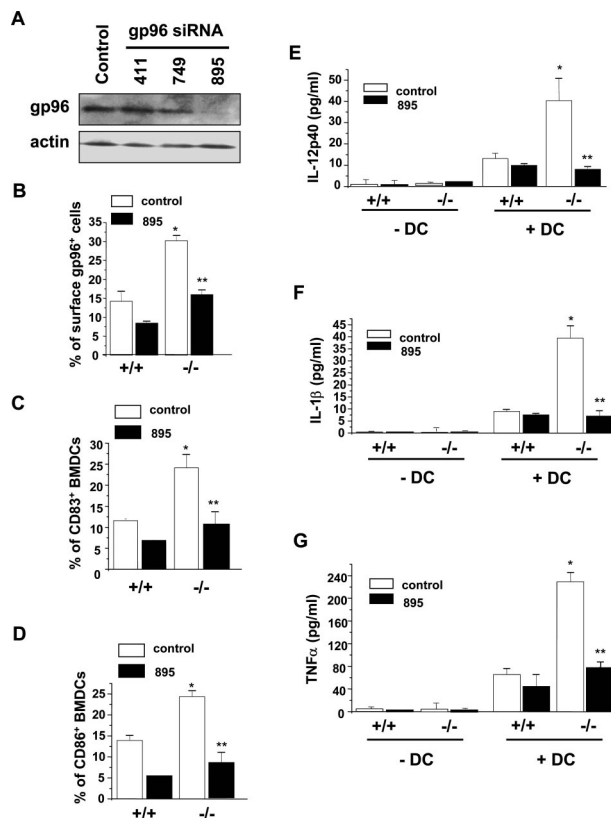 A
Control
gp96 siRNA
411
749
895
gp96
actin
B
control
895
% of surface gp96⁺ cells
35
30
25
20
15
10
5
0
*
**
+/+
-/-
C
control
895
% of CD83⁺ BMDCs
25
20
15
10
5
0
*
**
+/+
-/-
D
control
895
% of CD86⁺ BMDCs
25
20
15
10
5
0
*
**
+/+
-/-
E
control
895
IL-12p40 (pg/ml)
50
40
30
20
10
0
*
**
+/+
-/-
+/+
-/-
- DC
+ DC
F
control
895
IL-1β (pg/ml)
45
40
35
30
25
20
15
10
5
0
*
**
+/+
-/-
+/+
-/-
- DC
+ DC
G
control
895
TNFα (pg/ml)
240
200
160
120
80
40
0
*
**
+/+
-/-
+/+
-/-
- DC
+ DC